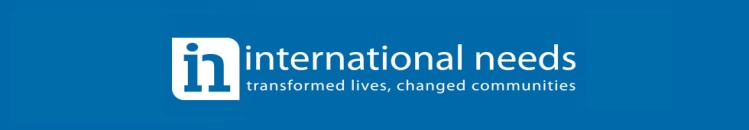 in international needs
transformed lives, changed communities